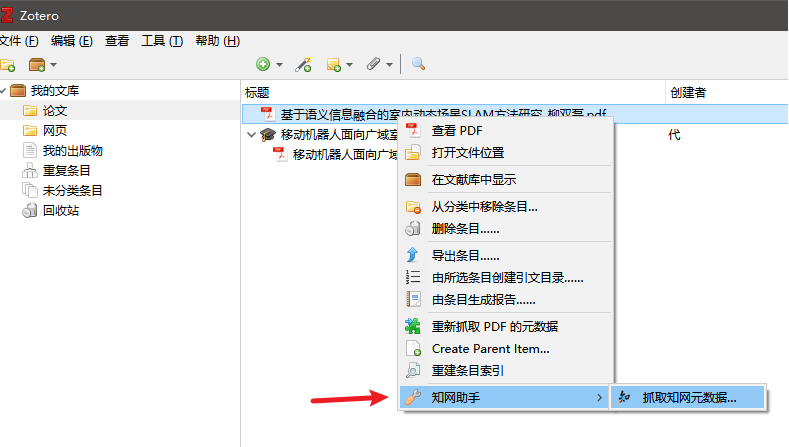 Zotero
文件 (F) 编辑 (E) 查看 工具 (T) 帮助 (H)
我的文库
论文
网页
我的出版物
重复条目
未分类条目
回收站
标题 创建者
基于语义信息融合的室内动态场景SLAM方法研究_柳双磊.pdf
移动机器人面向广域室 代
移动机器人面向广域
查看 PDF
打开文件位置
在文献库中显示
从分类中移除条目...
删除条目......
导出条目......
由所选条目创建引文目录......
由条目生成报告......
重新抓取 PDF 的元数据
Create Parent Item...
重建条目索引
知网助手
抓取知网元数据...